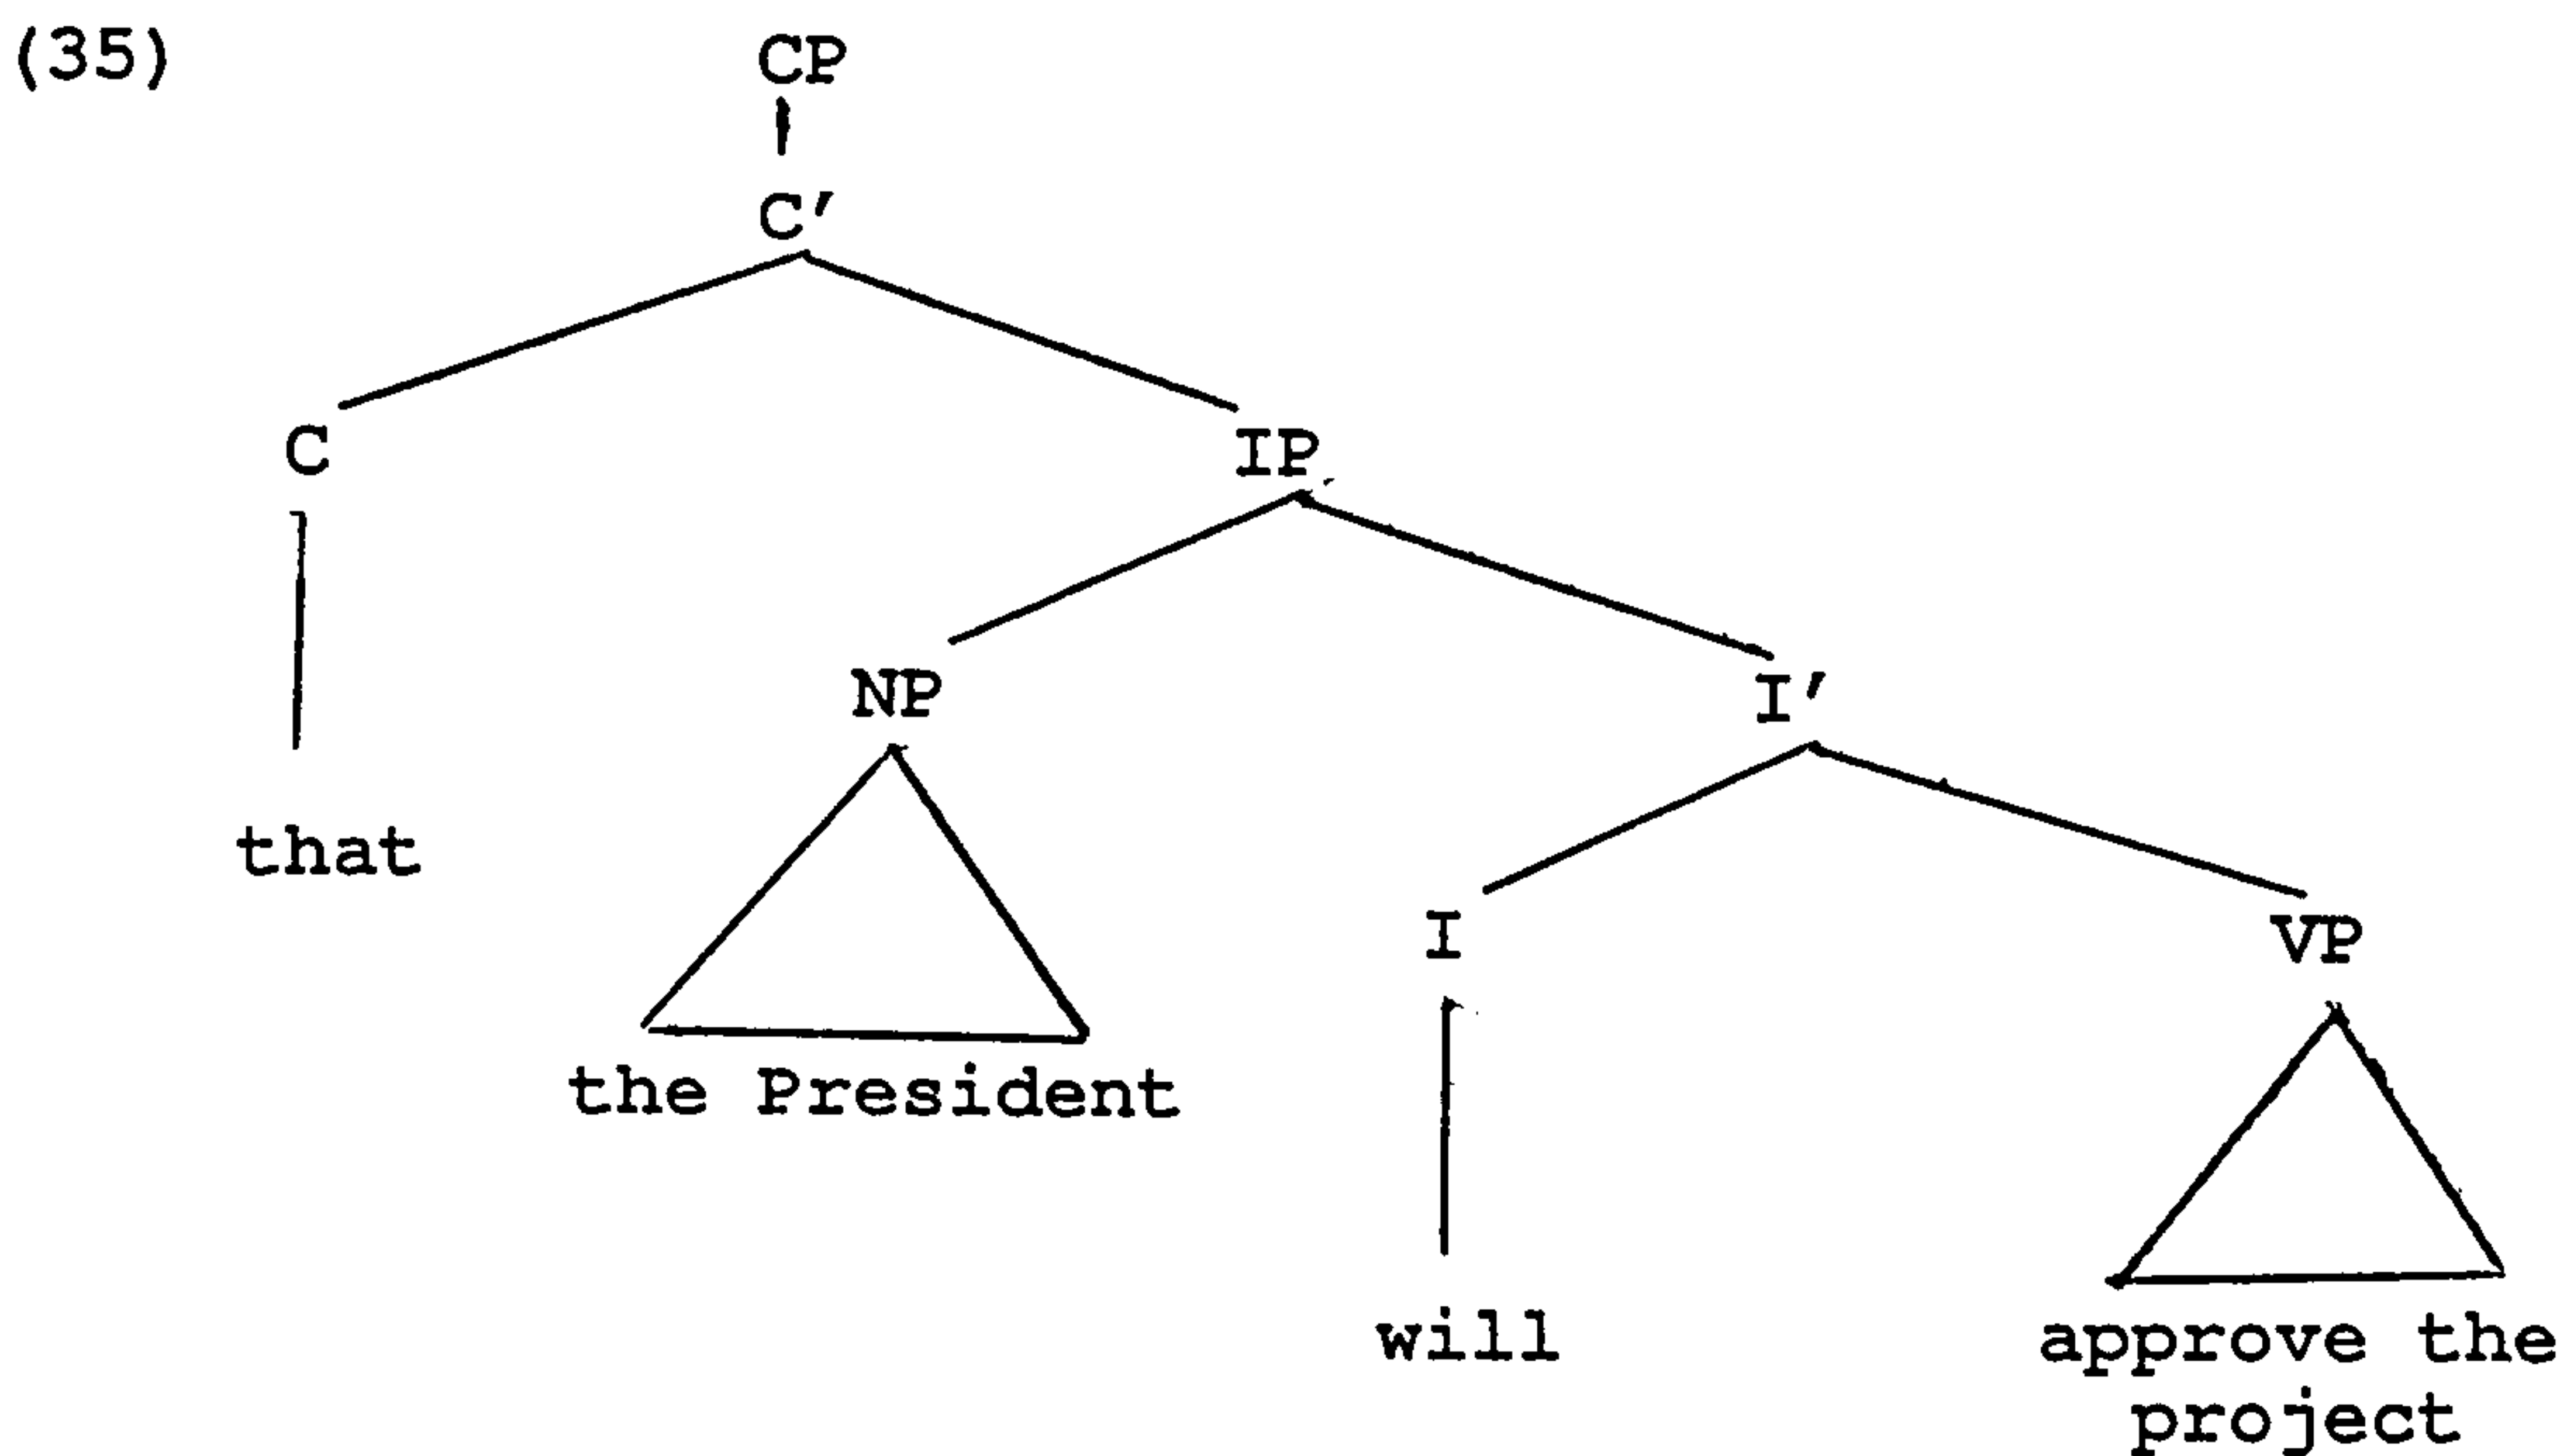 (35)
CP
C'
C
IP
NP
I'
that
I
VP
the President
will
approve the
project